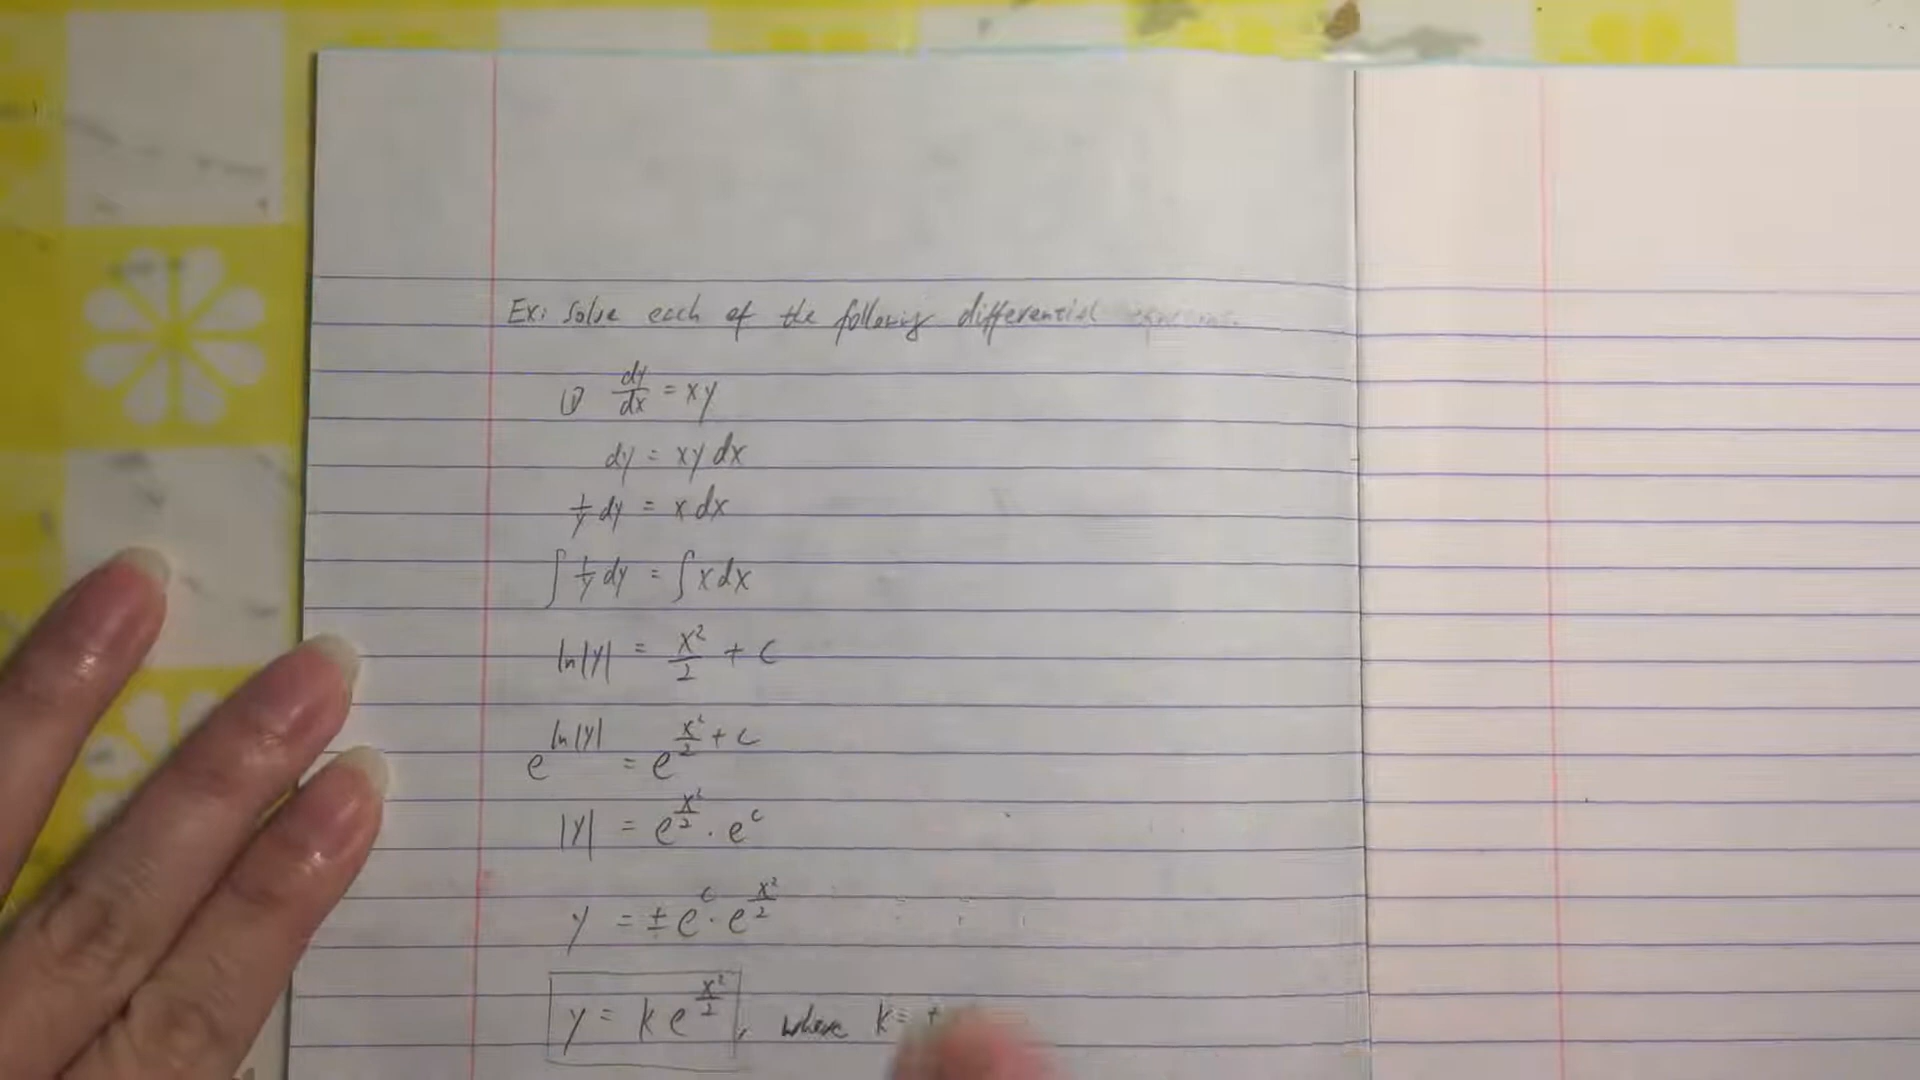 Ex: Solve each of the following differential
① dy/dx = xy
dy = xy dx
1/y dy = x dx
∫ 1/y dy = ∫ x dx
ln|y| = x²/2 + c
e^(ln|y|) = e^(x²/2 + c)
|y| = e^(x²/2) · e^c
y = ± e^c · e^(x²/2)
y = k e^(x²/2), where k = ±